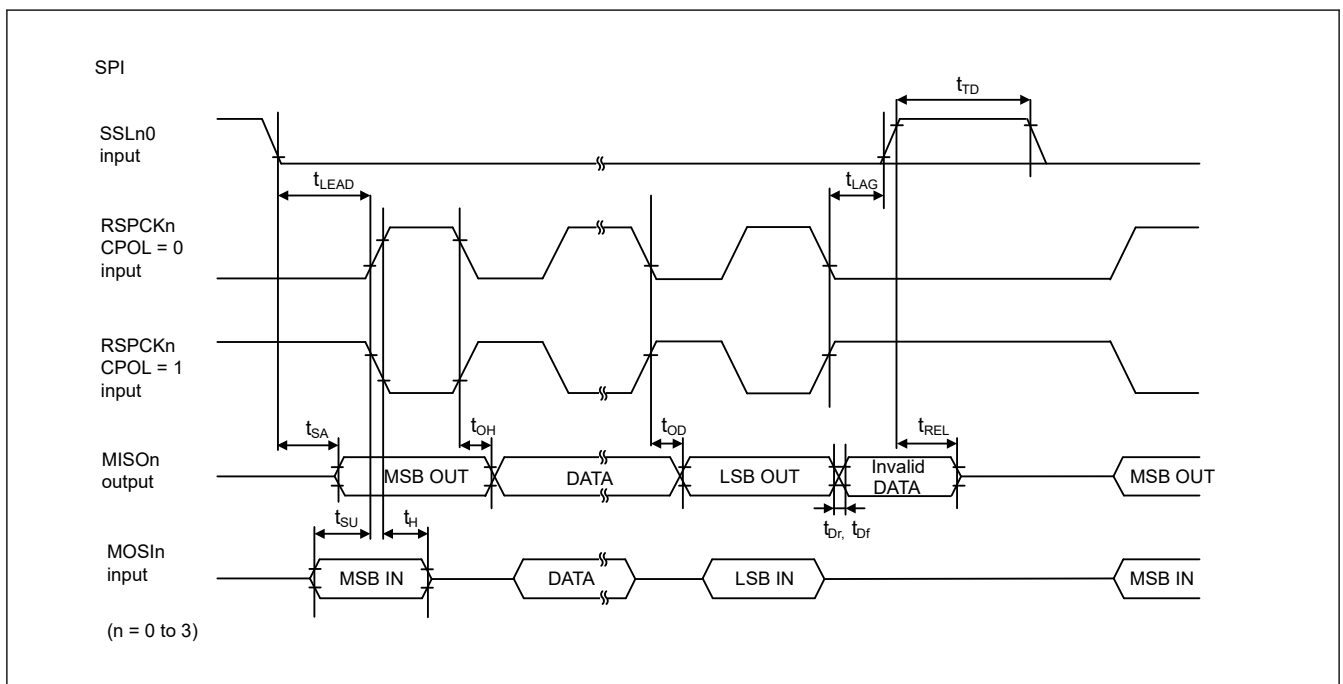 SPI
t_TD
SSLn0
input
t_LEAD
t_LAG
RSPCKn
CPOL = 0
input
RSPCKn
CPOL = 1
input
t_SA
t_OH
t_OD
t_REL
MISOn
output
MSB OUT
DATA
LSB OUT
Invalid
DATA
MSB OUT
t_SU
t_H
t_Dr, t_Df
MOSIn
input
MSB IN
DATA
LSB IN
MSB IN
(n = 0 to 3)